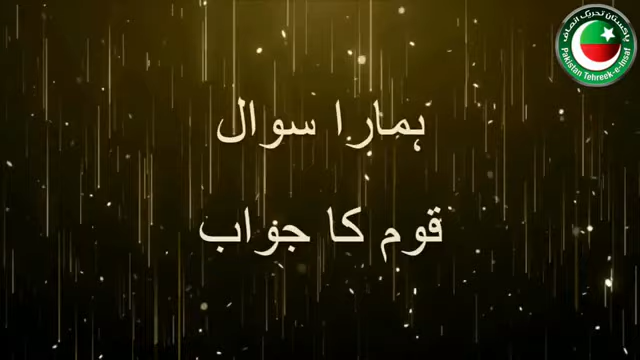 پاکستان تحریک انصاف
Pakistan Tehreek-e-Insaf
ہمارا سوال
قوم کا جواب